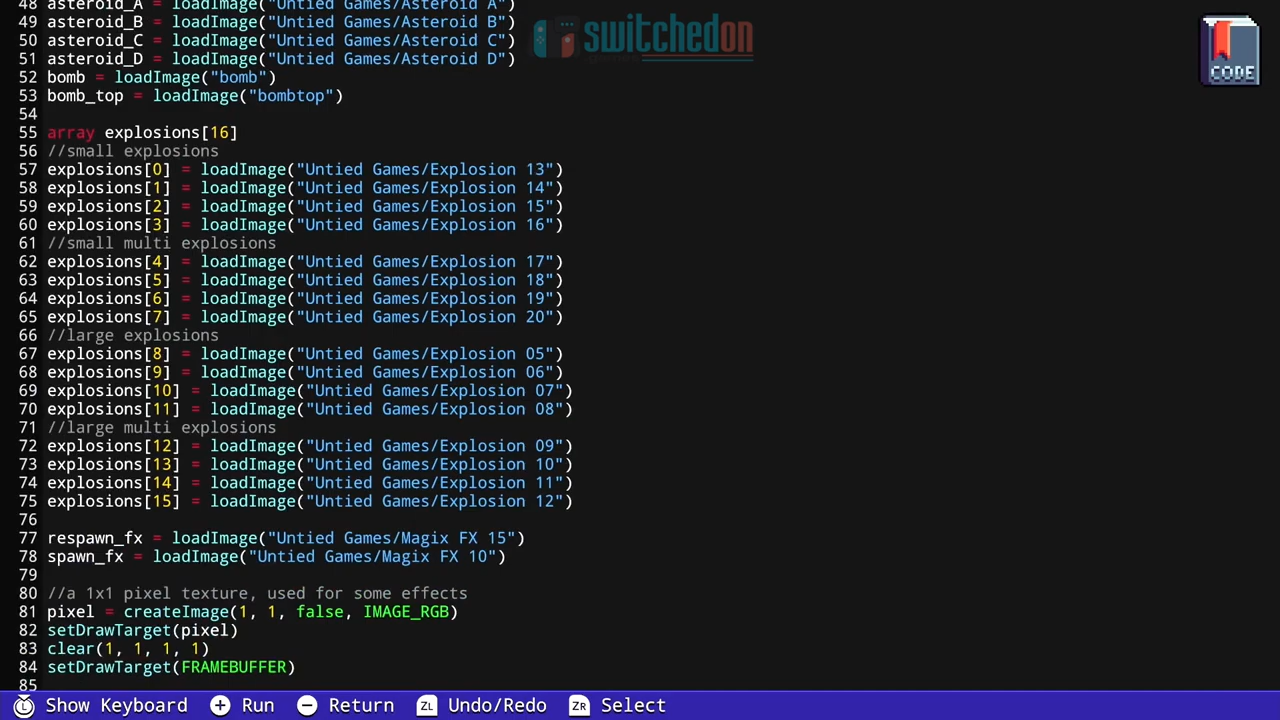 48 asteroid_A = loadImage("Untied Games/Asteroid A")
49 asteroid_B = loadImage("Untied Games/Asteroid B")
50 asteroid_C = loadImage("Untied Games/Asteroid C")
51 asteroid_D = loadImage("Untied Games/Asteroid D")
switchedon
CODE
52 bomb = loadImage("bomb")
53 bomb_top = loadImage("bombtop")
54
55 array explosions[16]
56 //small explosions
57 explosions[0] = loadImage("Untied Games/Explosion 13")
58 explosions[1] = loadImage("Untied Games/Explosion 14")
59 explosions[2] = loadImage("Untied Games/Explosion 15")
60 explosions[3] = loadImage("Untied Games/Explosion 16")
61 //small multi explosions
62 explosions[4] = loadImage("Untied Games/Explosion 17")
63 explosions[5] = loadImage("Untied Games/Explosion 18")
64 explosions[6] = loadImage("Untied Games/Explosion 19")
65 explosions[7] = loadImage("Untied Games/Explosion 20")
66 //large explosions
67 explosions[8] = loadImage("Untied Games/Explosion 05")
68 explosions[9] = loadImage("Untied Games/Explosion 06")
69 explosions[10] = loadImage("Untied Games/Explosion 07")
70 explosions[11] = loadImage("Untied Games/Explosion 08")
71 //large multi explosions
72 explosions[12] = loadImage("Untied Games/Explosion 09")
73 explosions[13] = loadImage("Untied Games/Explosion 10")
74 explosions[14] = loadImage("Untied Games/Explosion 11")
75 explosions[15] = loadImage("Untied Games/Explosion 12")
76
77 respawn_fx = loadImage("Untied Games/Magix FX 15")
78 spawn_fx = loadImage("Untied Games/Magix FX 10")
79
80 //a 1x1 pixel texture, used for some effects
81 pixel = createImage(1, 1, false, IMAGE_RGB)
82 setDrawTarget(pixel)
83 clear(1, 1, 1, 1)
84 setDrawTarget(FRAMEBUFFER)
85
Show Keyboard + Run − Return ZL Undo/Redo ZR Select